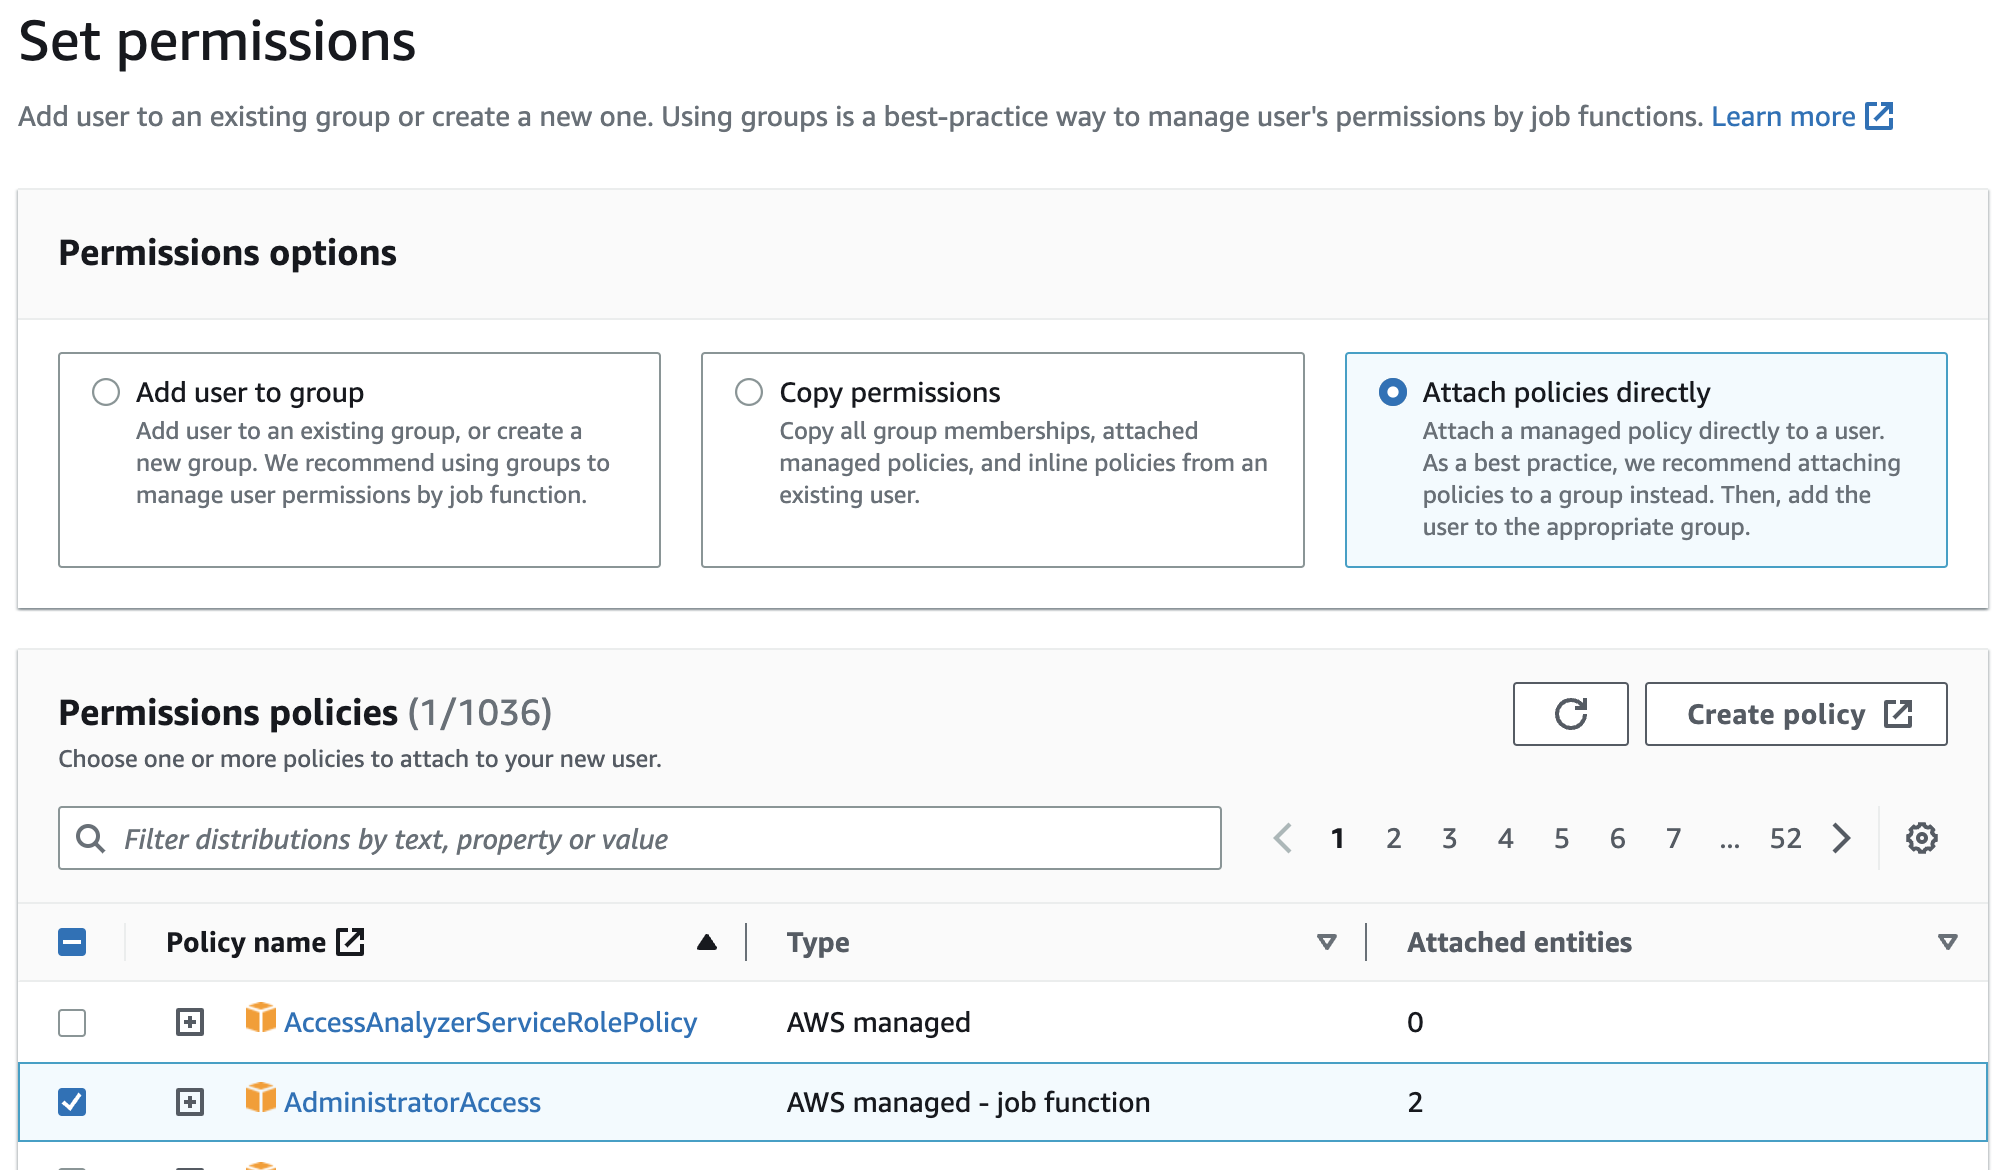 Set permissions
Add user to an existing group or create a new one. Using groups is a best-practice way to manage user's permissions by job functions. Learn more
Permissions options
Add user to group
Add user to an existing group, or create a
new group. We recommend using groups to
manage user permissions by job function.
Copy permissions
Copy all group memberships, attached
managed policies, and inline policies from an
existing user.
Attach policies directly
Attach a managed policy directly to a user.
As a best practice, we recommend attaching
policies to a group instead. Then, add the
user to the appropriate group.
Permissions policies (1/1036)
Choose one or more policies to attach to your new user.
Create policy
Filter distributions by text, property or value
1 2 3 4 5 6 7 ... 52
Policy name Type Attached entities
AccessAnalyzerServiceRolePolicy AWS managed 0
AdministratorAccess AWS managed - job function 2